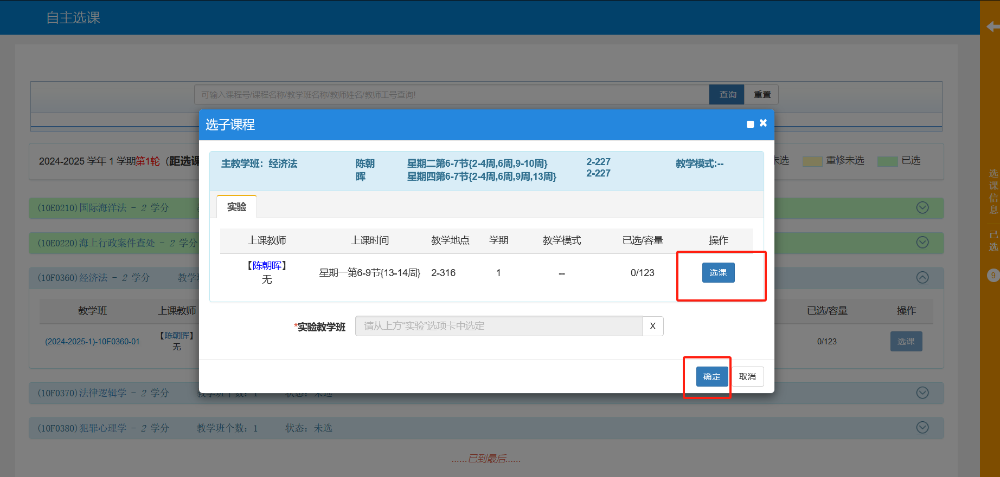 自主选课
可输入课程号/课程名称/教学班名称/教师姓名/教师工号查询!
查询
重置
2024-2025 学年 1 学期第1轮（距选课
未选
重修未选
已选
选子课程
主教学班：经济法
陈朝
晖
星期二第6-7节{2-4周,6周,9-10周}
星期四第6-7节{2-4周,6周,9周,13周}
2-227
2-227
教学模式:--
实验
上课教师 上课时间 教学地点 学期 教学模式 已选/容量 操作
【陈朝晖】
无
星期一第6-9节{13-14周} 2-316 1 -- 0/123 选课
*实验教学班
请从上方“实验”选项卡中选定
X
确定
取消
(10E0210)国际海洋法 - 2 学分
(10E0220)海上行政案件查处 - 2 学分
(10F0360)经济法 - 2 学分 教学
教学班 上课教师 已选/容量 操作
(2024-2025-1)-10F0360-01
【陈朝晖】
无
0/123 选课
(10F0370)法律逻辑学 - 2 学分 教学班个数：1 状态：未选
(10F0380)犯罪心理学 - 2 学分 教学班个数：1 状态：未选
......已到最后......
选课信息
已选
9